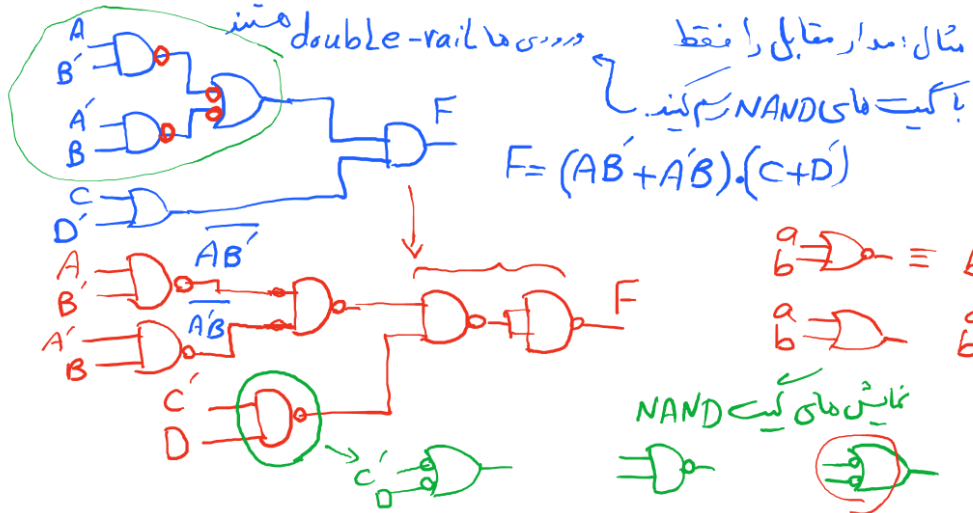 مثال: مدار مقابل را فقط
با گیت های NAND رسم کنید.
ورودی ها double-rail هستند
F = (AB′ + A′B).(C + D′)
A
B′
A′
B
C
D′
F
A
B′
A̅B̅′̅
A′
B
A̅′̅B̅
C′
D
F
a
b
≡
a
b
نمایش های گیت NAND
C′
D